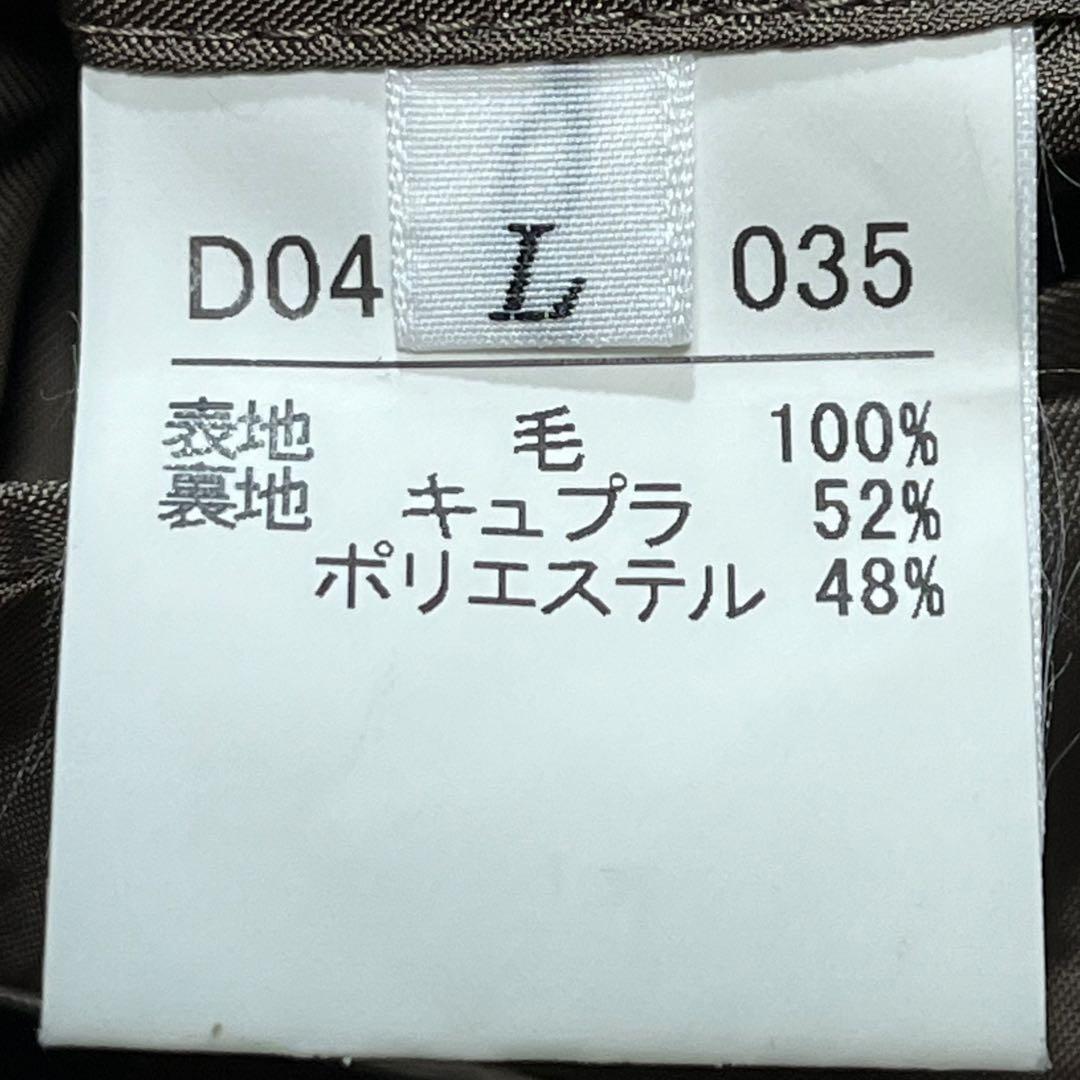 D04 L 035
表地 毛 100%
裏地 キュプラ 52%
ポリエステル 48%